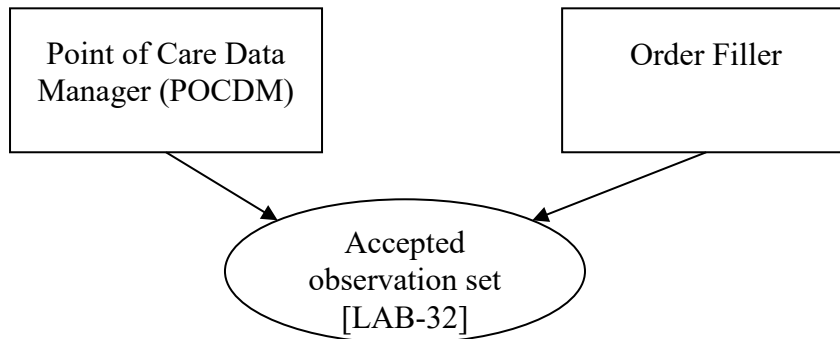 Point of Care Data
Manager (POCDM)
Order Filler
Accepted
observation set
[LAB-32]